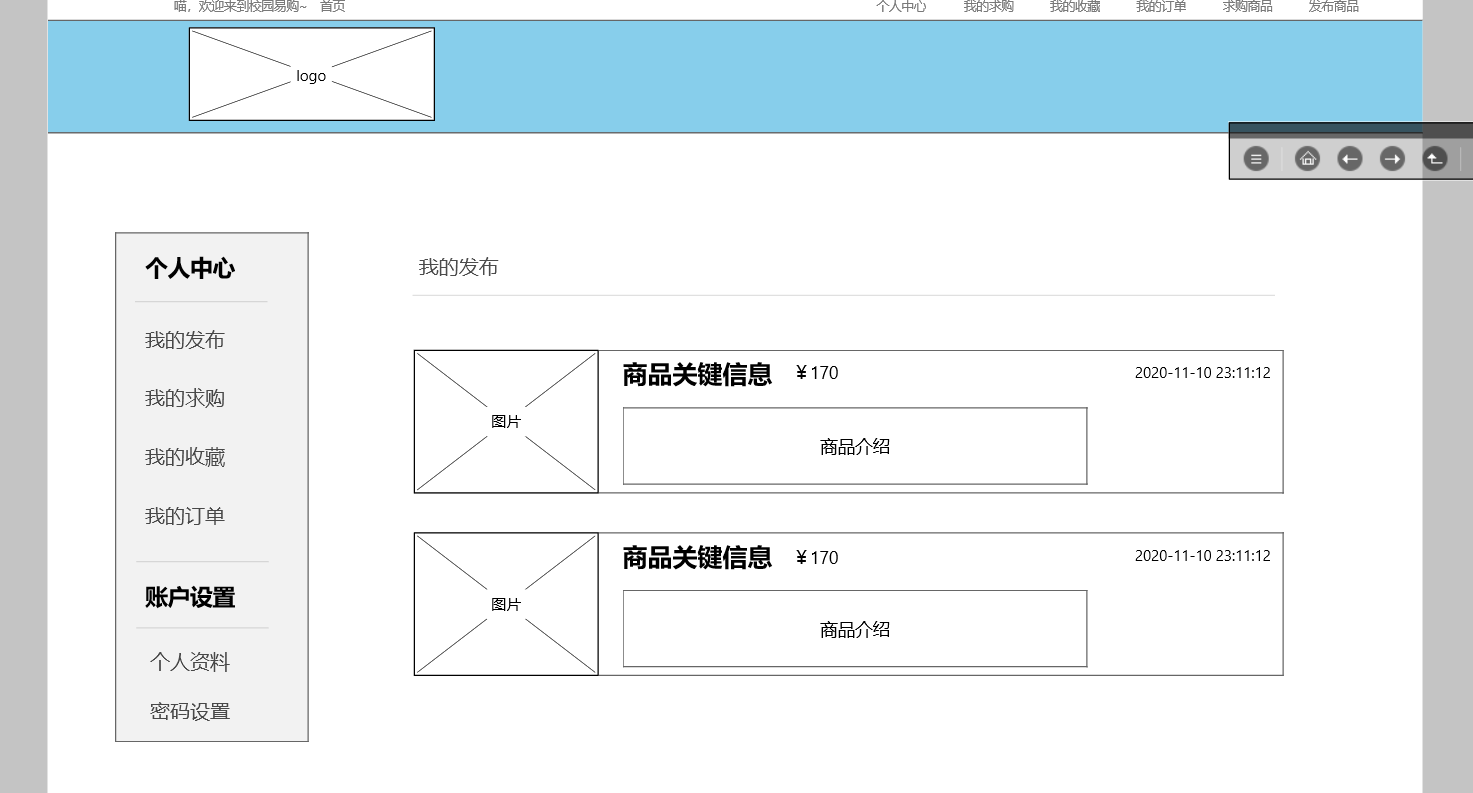 喵，欢迎来到校园易购~ 首页 个人中心 我的求购 我的收藏 我的订单 求购商品 发布商品
logo
个人中心
我的发布
我的求购
我的收藏
我的订单
账户设置
个人资料
密码设置
我的发布
图片
商品关键信息 ¥170 2020-11-10 23:11:12
商品介绍
图片
商品关键信息 ¥170 2020-11-10 23:11:12
商品介绍